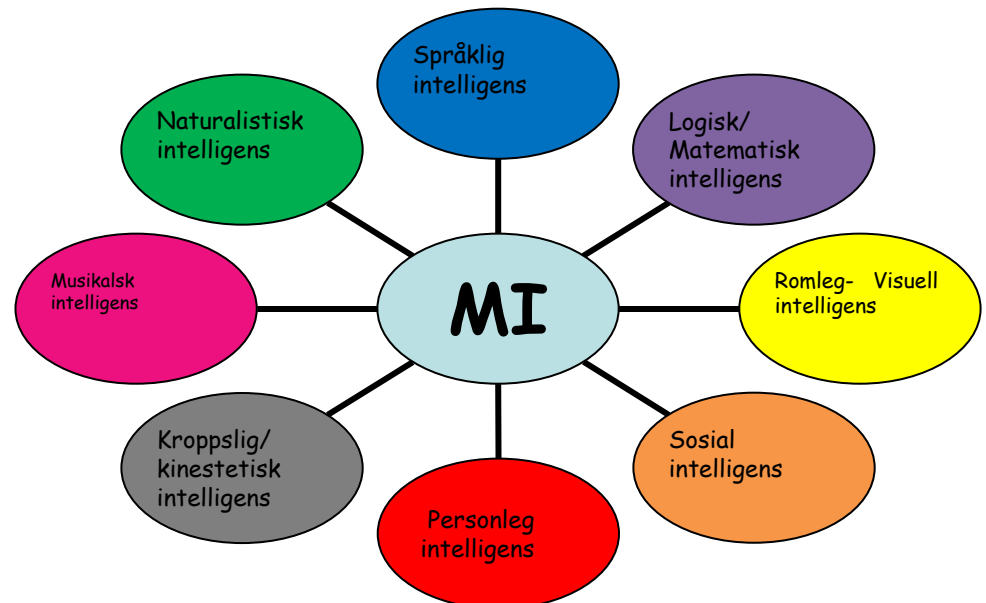 Språklig
intelligens
Logisk/
Matematisk
intelligens
Romleg- Visuell
intelligens
Sosial
intelligens
Personleg
intelligens
Kroppslig/
kinestetisk
intelligens
Musikalsk
intelligens
Naturalistisk
intelligens
MI